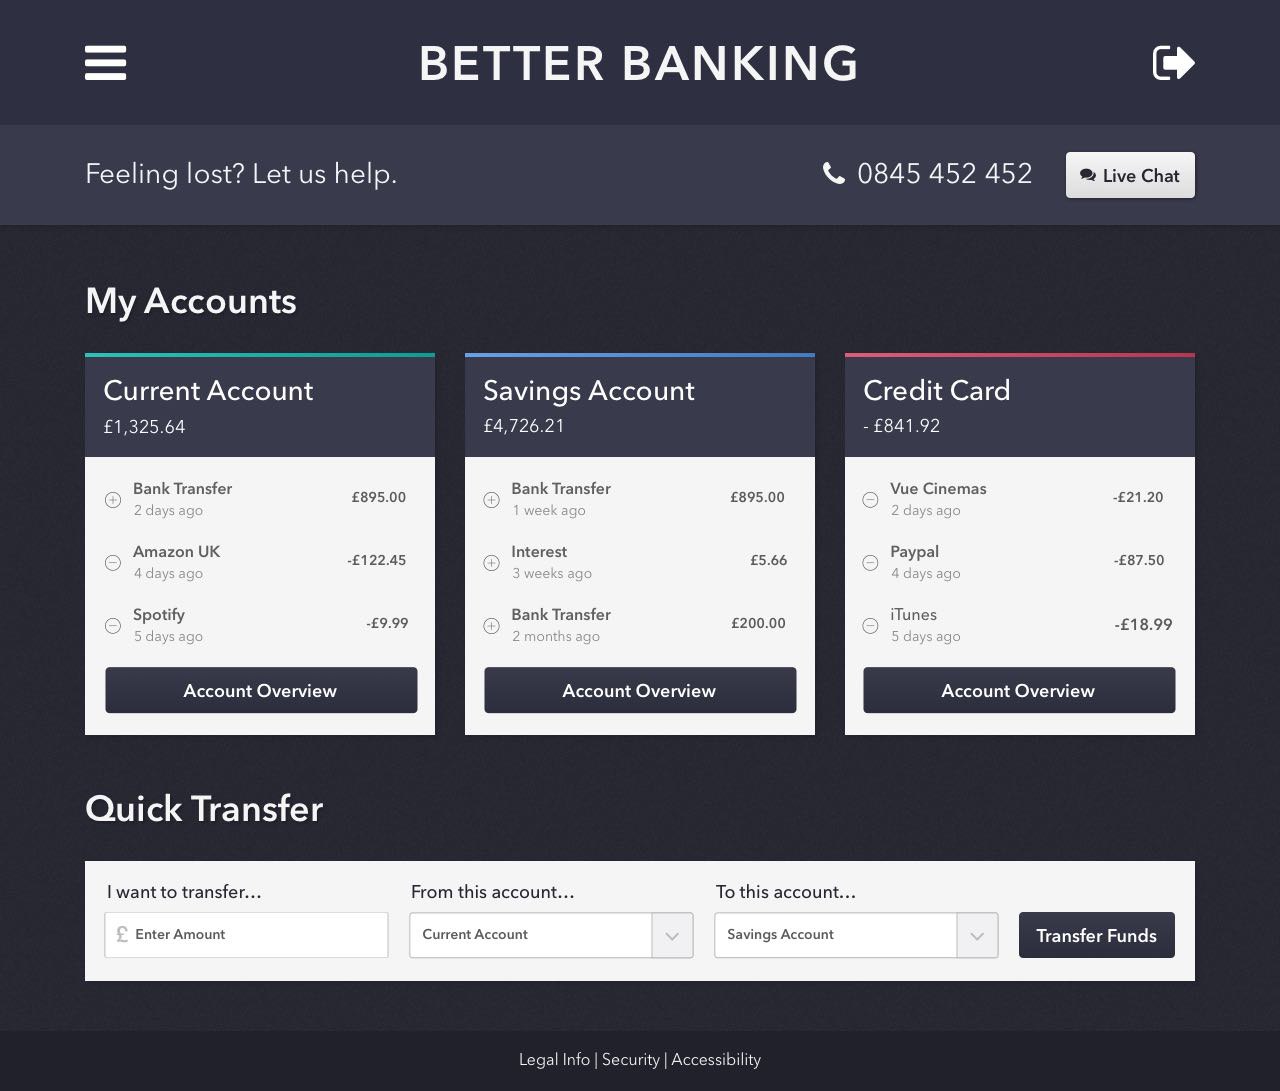 BETTER BANKING
Feeling lost? Let us help.
0845 452 452
Live Chat
My Accounts
Current Account
£1,325.64
Bank Transfer
£895.00
2 days ago
Amazon UK
-£122.45
4 days ago
Spotify
-£9.99
5 days ago
Account Overview
Savings Account
£4,726.21
Bank Transfer
£895.00
1 week ago
Interest
£5.66
3 weeks ago
Bank Transfer
£200.00
2 months ago
Account Overview
Credit Card
- £841.92
Vue Cinemas
-£21.20
2 days ago
Paypal
-£87.50
4 days ago
iTunes
-£18.99
5 days ago
Account Overview
Quick Transfer
I want to transfer...
£ Enter Amount
From this account...
Current Account
To this account...
Savings Account
Transfer Funds
Legal Info | Security | Accessibility